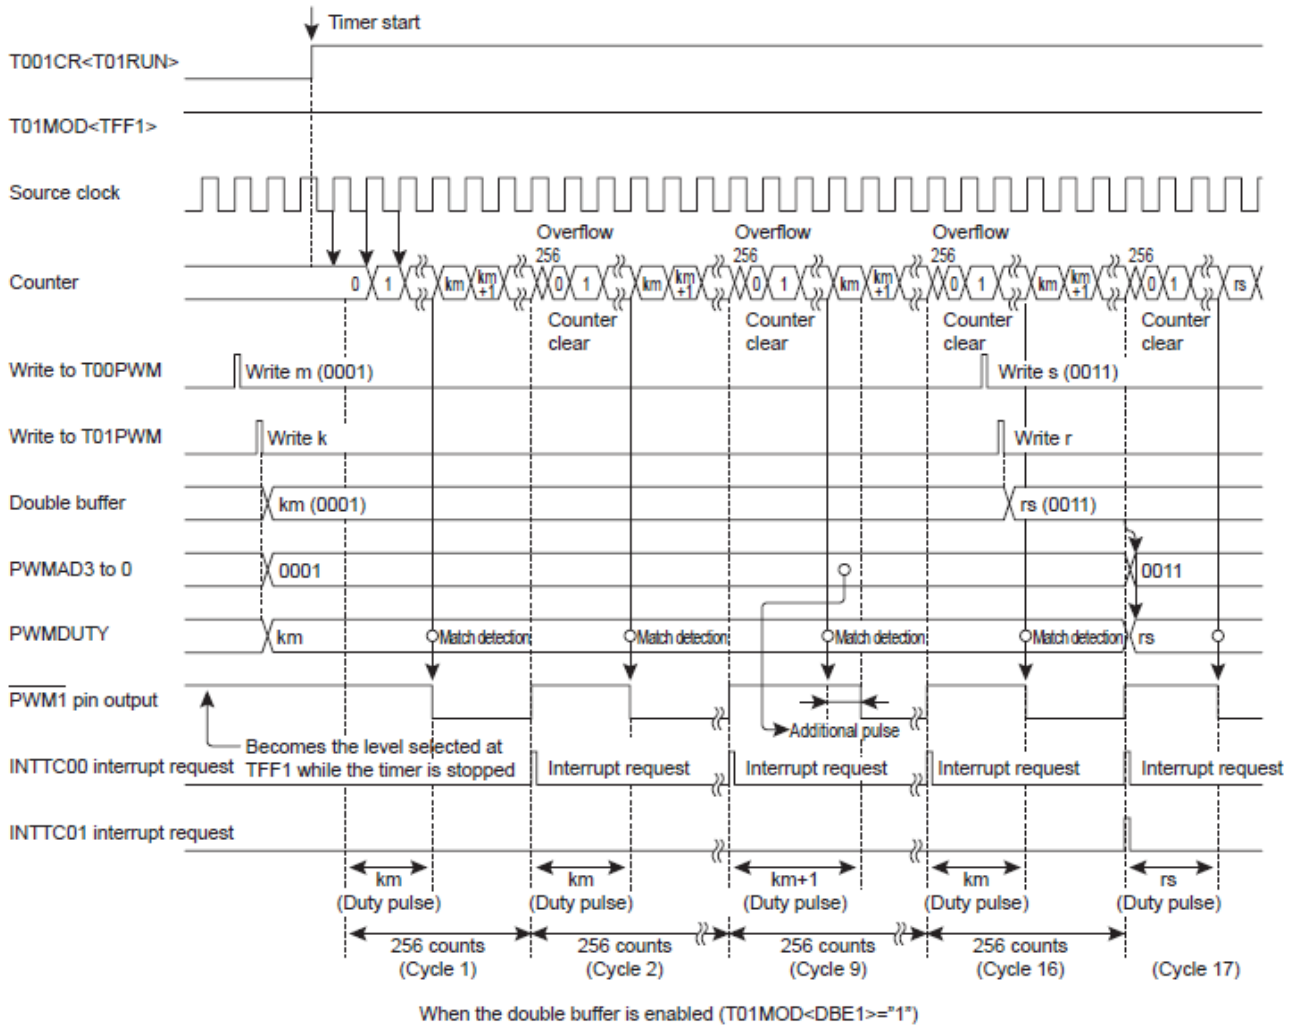 Timer start
T001CR<T01RUN>
T01MOD<TFF1>
Source clock
Overflow Overflow Overflow
256 256 256 256
Counter 0 1 km km+1 0 1 km km+1 0 1 km km+1 0 1 km km+1 0 1 rs
Counter clear Counter clear Counter clear Counter clear
Write to T00PWM Write m (0001) Write s (0011)
Write to T01PWM Write k Write r
Double buffer km (0001) rs (0011)
PWMAD3 to 0 0001 0011
PWMDUTY km Match detection Match detection Match detection Match detection rs
PWM1 pin output
Additional pulse
Becomes the level selected at
TFF1 while the timer is stopped
INTTC00 interrupt request Interrupt request Interrupt request Interrupt request Interrupt request
INTTC01 interrupt request
km km km+1 km rs
(Duty pulse) (Duty pulse) (Duty pulse) (Duty pulse) (Duty pulse)
256 counts 256 counts 256 counts 256 counts
(Cycle 1) (Cycle 2) (Cycle 9) (Cycle 16) (Cycle 17)
When the double buffer is enabled (T01MOD<DBE1>="1")